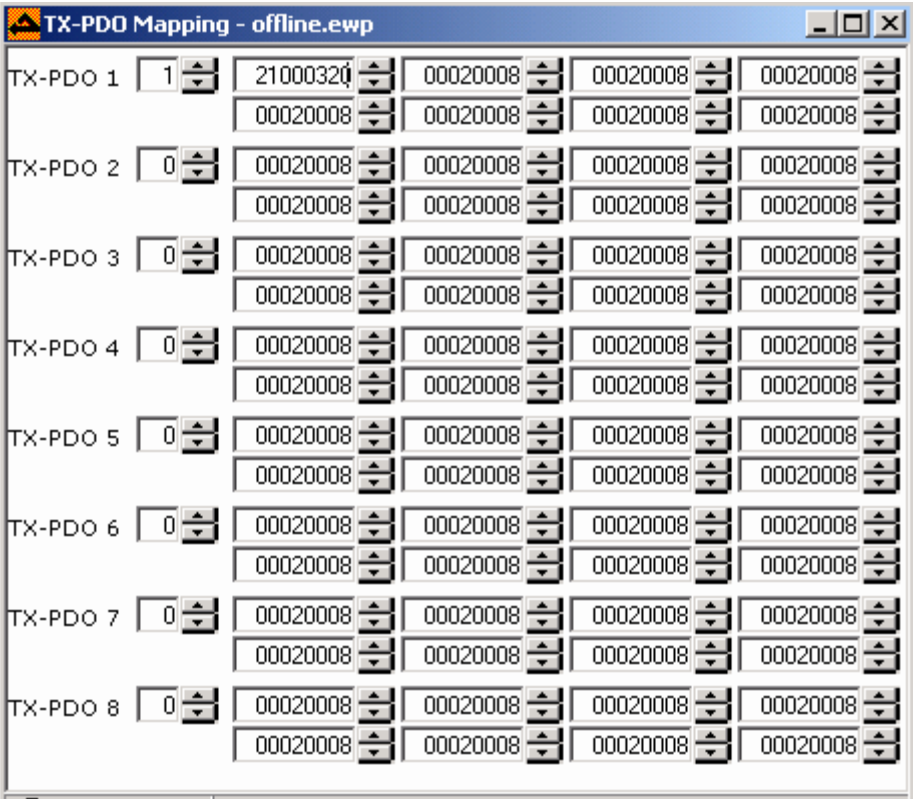 TX-PDO Mapping - offline.ewp
TX-PDO 1 1 21000320 00020008 00020008 00020008
00020008 00020008 00020008 00020008
TX-PDO 2 0 00020008 00020008 00020008 00020008
00020008 00020008 00020008 00020008
TX-PDO 3 0 00020008 00020008 00020008 00020008
00020008 00020008 00020008 00020008
TX-PDO 4 0 00020008 00020008 00020008 00020008
00020008 00020008 00020008 00020008
TX-PDO 5 0 00020008 00020008 00020008 00020008
00020008 00020008 00020008 00020008
TX-PDO 6 0 00020008 00020008 00020008 00020008
00020008 00020008 00020008 00020008
TX-PDO 7 0 00020008 00020008 00020008 00020008
00020008 00020008 00020008 00020008
TX-PDO 8 0 00020008 00020008 00020008 00020008
00020008 00020008 00020008 00020008